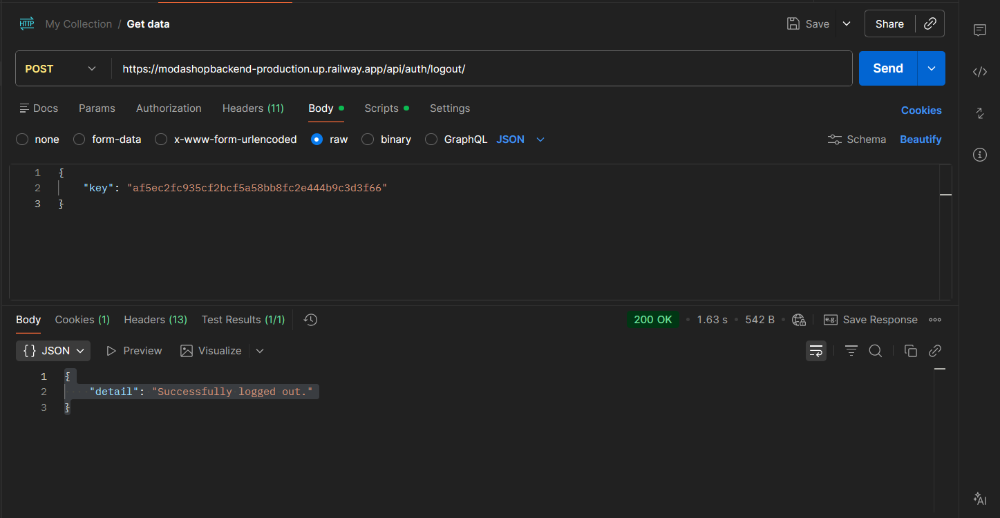 HTTP My Collection / Get data Save Share
POST https://modashopbackend-production.up.railway.app/api/auth/logout/ Send
Docs Params Authorization Headers (11) Body Scripts Settings Cookies
none form-data x-www-form-urlencoded raw binary GraphQL JSON Schema Beautify
1 {
2 "key": "af5ec2fc935cf2bcf5a58bb8fc2e444b9c3d3f66"
3 }
Body Cookies (1) Headers (13) Test Results (1/1) 200 OK • 1.63 s • 542 B • e.g. Save Response
{} JSON Preview Visualize
1 {
2 "detail": "Successfully logged out."
3 }
AI